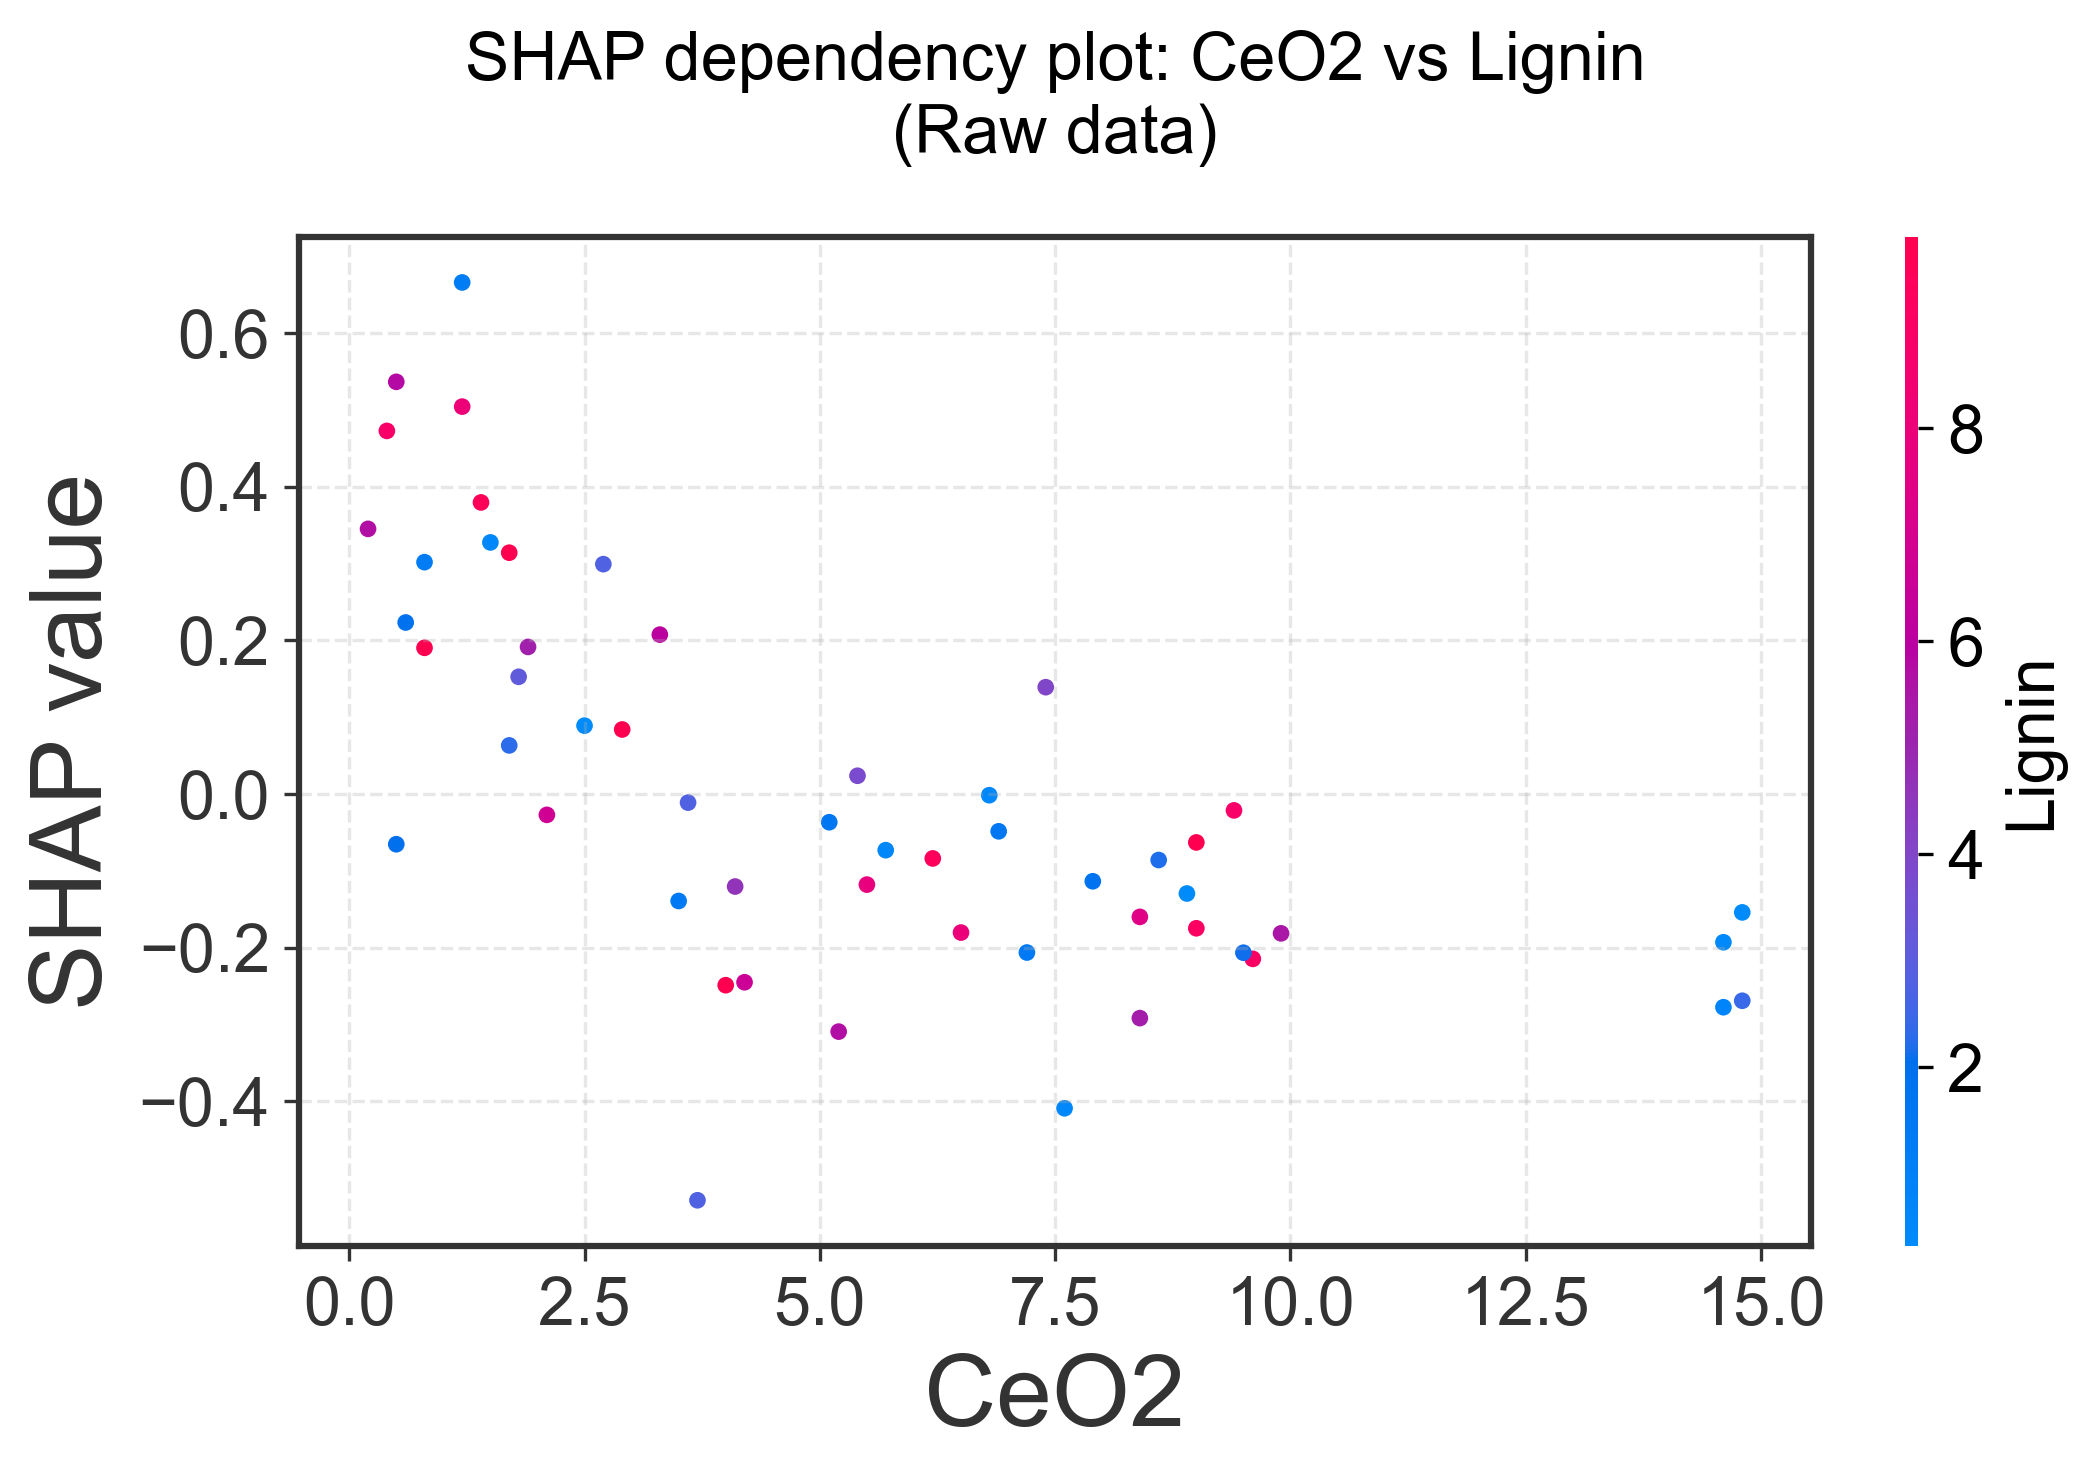 SHAP dependency plot: CeO2 vs Lignin
(Raw data)
SHAP value
0.6
0.4
0.2
0.0
−0.2
−0.4
0.0 2.5 5.0 7.5 10.0 12.5 15.0
CeO2
8
6
4
2
Lignin